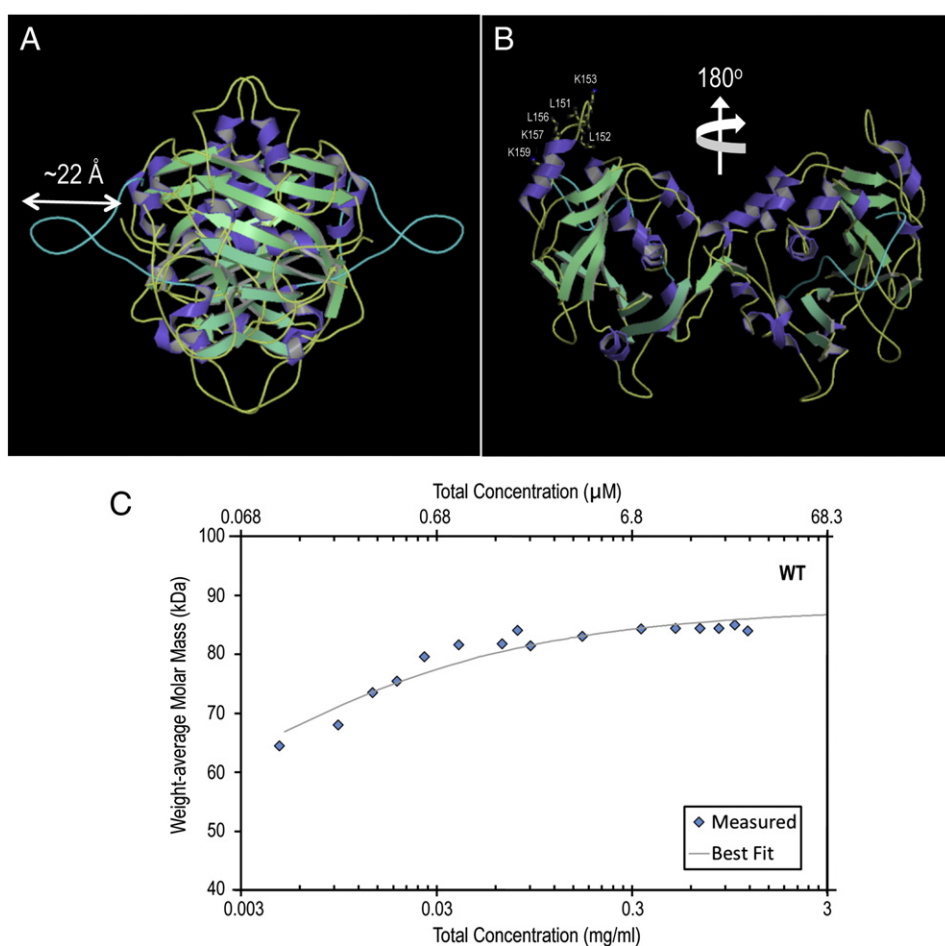 A
~22 Å
B
180º
K153
L151
L156
K157
L152
K159
C
Total Concentration (µM)
0.068 0.68 6.8 68.3
100
90
80
70
60
50
40
Weight-average Molar Mass (kDa)
WT
Measured
Best Fit
0.003 0.03 0.3 3
Total Concentration (mg/ml)